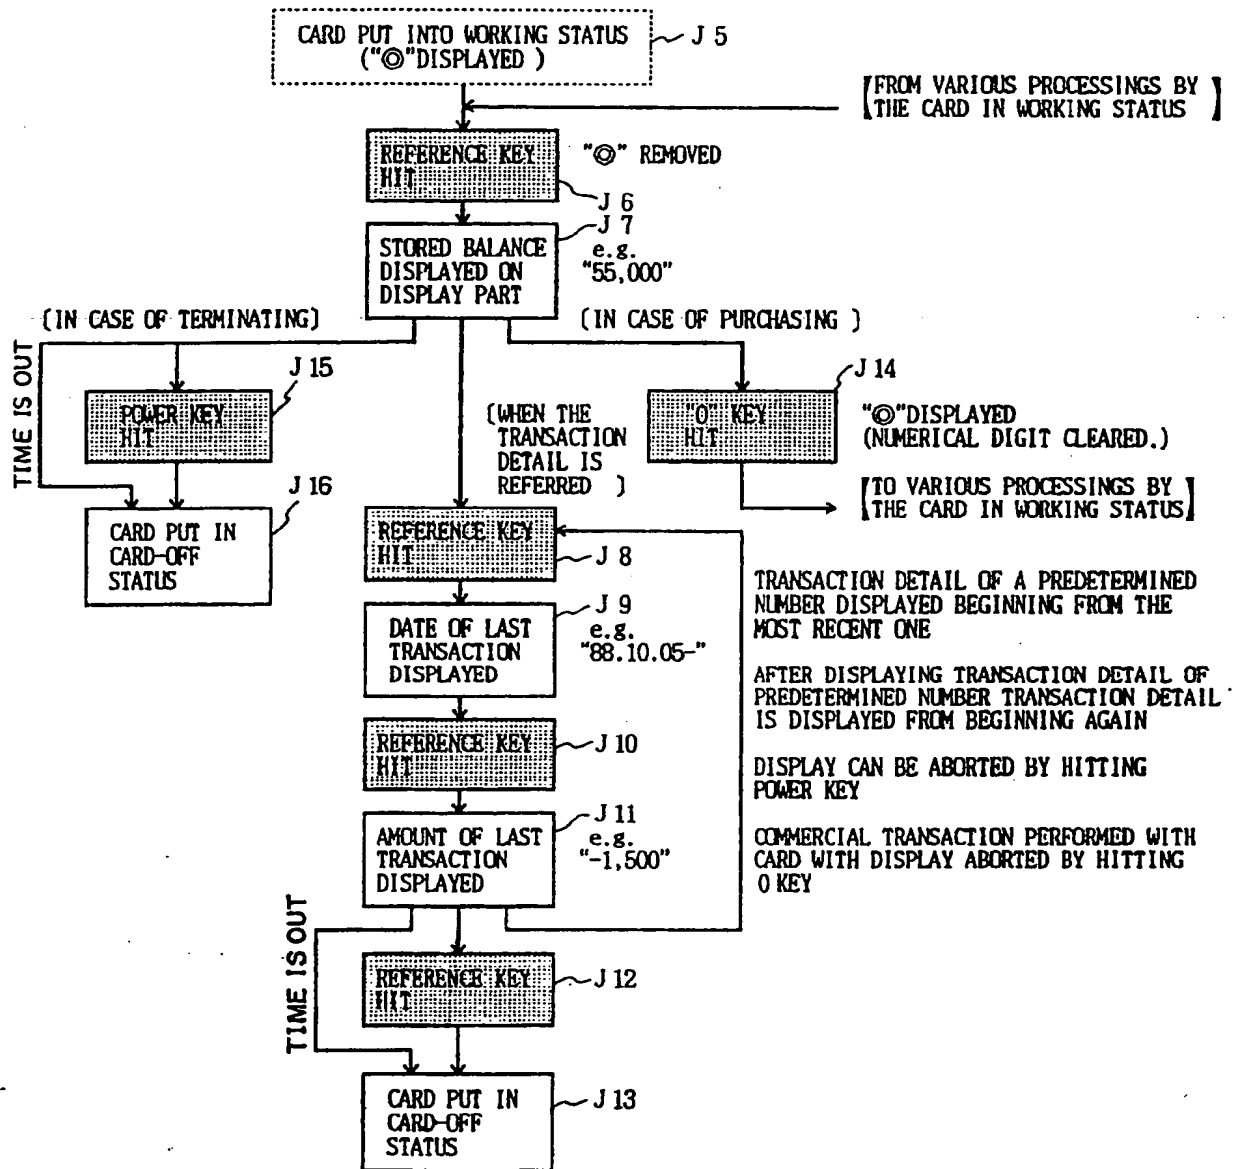 CARD PUT INTO WORKING STATUS
("◎"DISPLAYED )
J 5
[FROM VARIOUS PROCESSINGS BY
THE CARD IN WORKING STATUS]
REFERENCE KEY
HIT
"◎" REMOVED
J 6
J 7
STORED BALANCE
DISPLAYED ON
DISPLAY PART
e.g.
"55,000"
(IN CASE OF TERMINATING)
(IN CASE OF PURCHASING )
TIME IS OUT
J 15
POWER KEY
HIT
J 14
"0" KEY
HIT
"◎"DISPLAYED
(NUMERICAL DIGIT CLEARED.)
(WHEN THE
TRANSACTION
DETAIL IS
REFERRED )
J 16
CARD PUT IN
CARD-OFF
STATUS
[TO VARIOUS PROCESSINGS BY
THE CARD IN WORKING STATUS]
REFERENCE KEY
HIT
J 8
J 9
DATE OF LAST
TRANSACTION
DISPLAYED
e.g.
"88.10.05-"
TRANSACTION DETAIL OF A PREDETERMINED
NUMBER DISPLAYED BEGINNING FROM THE
MOST RECENT ONE
AFTER DISPLAYING TRANSACTION DETAIL OF
PREDETERMINED NUMBER TRANSACTION DETAIL
IS DISPLAYED FROM BEGINNING AGAIN
REFERENCE KEY
HIT
J 10
DISPLAY CAN BE ABORTED BY HITTING
POWER KEY
J 11
AMOUNT OF LAST
TRANSACTION
DISPLAYED
e.g.
"-1,500"
COMMERCIAL TRANSACTION PERFORMED WITH
CARD WITH DISPLAY ABORTED BY HITTING
0 KEY
TIME IS OUT
REFERENCE KEY
HIT
J 12
CARD PUT IN
CARD-OFF
STATUS
J 13